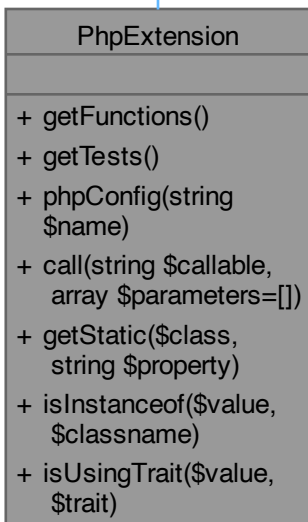 PhpExtension
+ getFunctions()
+ getTests()
+ phpConfig(string
$name)
+ call(string $callable,
array $parameters=[])
+ getStatic($class,
string $property)
+ isInstanceof($value,
$classname)
+ isUsingTrait($value,
$trait)